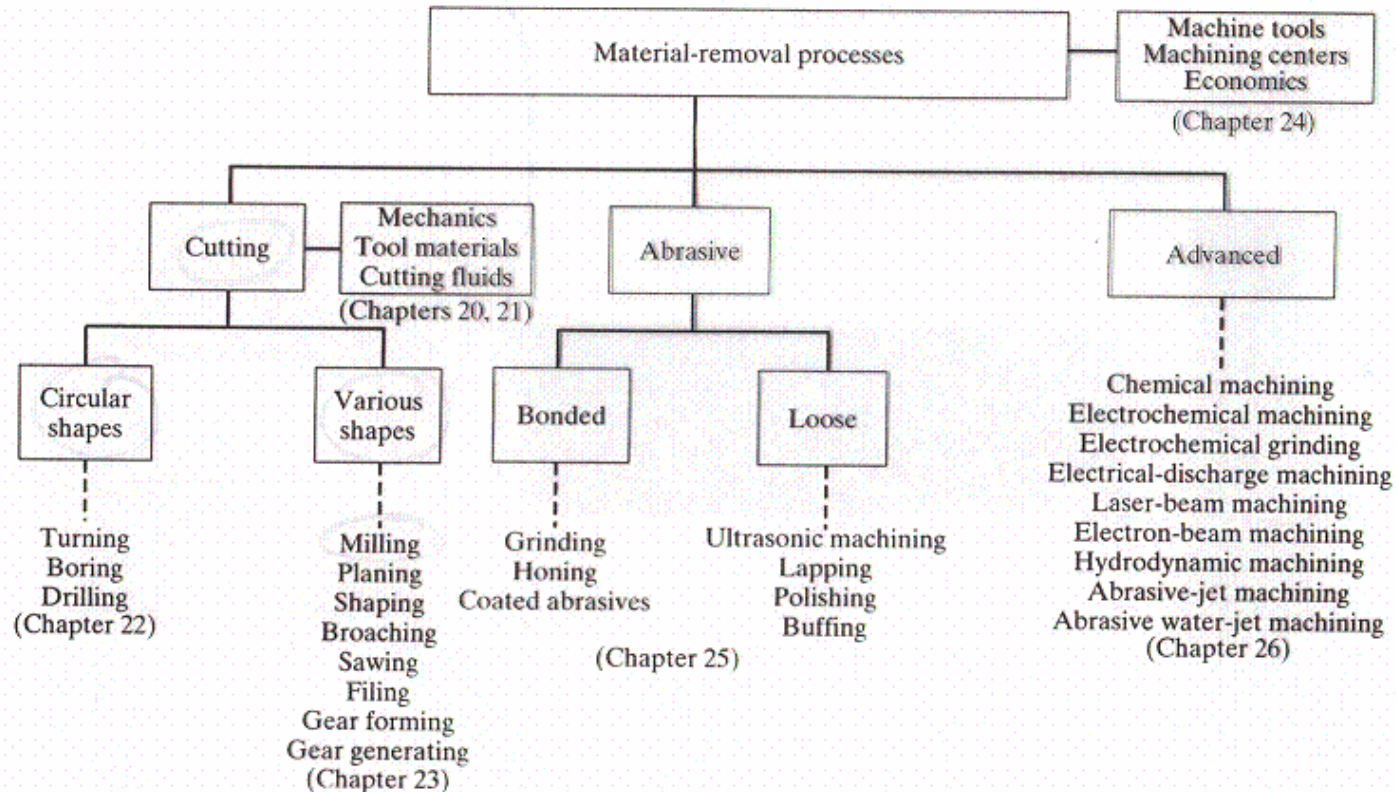 Material-removal processes
Machine tools
Machining centers
Economics
(Chapter 24)
Cutting
Mechanics
Tool materials
Cutting fluids
(Chapters 20, 21)
Abrasive
Advanced
Circular
shapes
Various
shapes
Bonded
Loose
Turning
Boring
Drilling
(Chapter 22)
Milling
Planing
Shaping
Broaching
Sawing
Filing
Gear forming
Gear generating
(Chapter 23)
Grinding
Honing
Coated abrasives
Ultrasonic machining
Lapping
Polishing
Buffing
(Chapter 25)
Chemical machining
Electrochemical machining
Electrochemical grinding
Electrical-discharge machining
Laser-beam machining
Electron-beam machining
Hydrodynamic machining
Abrasive-jet machining
Abrasive water-jet machining
(Chapter 26)